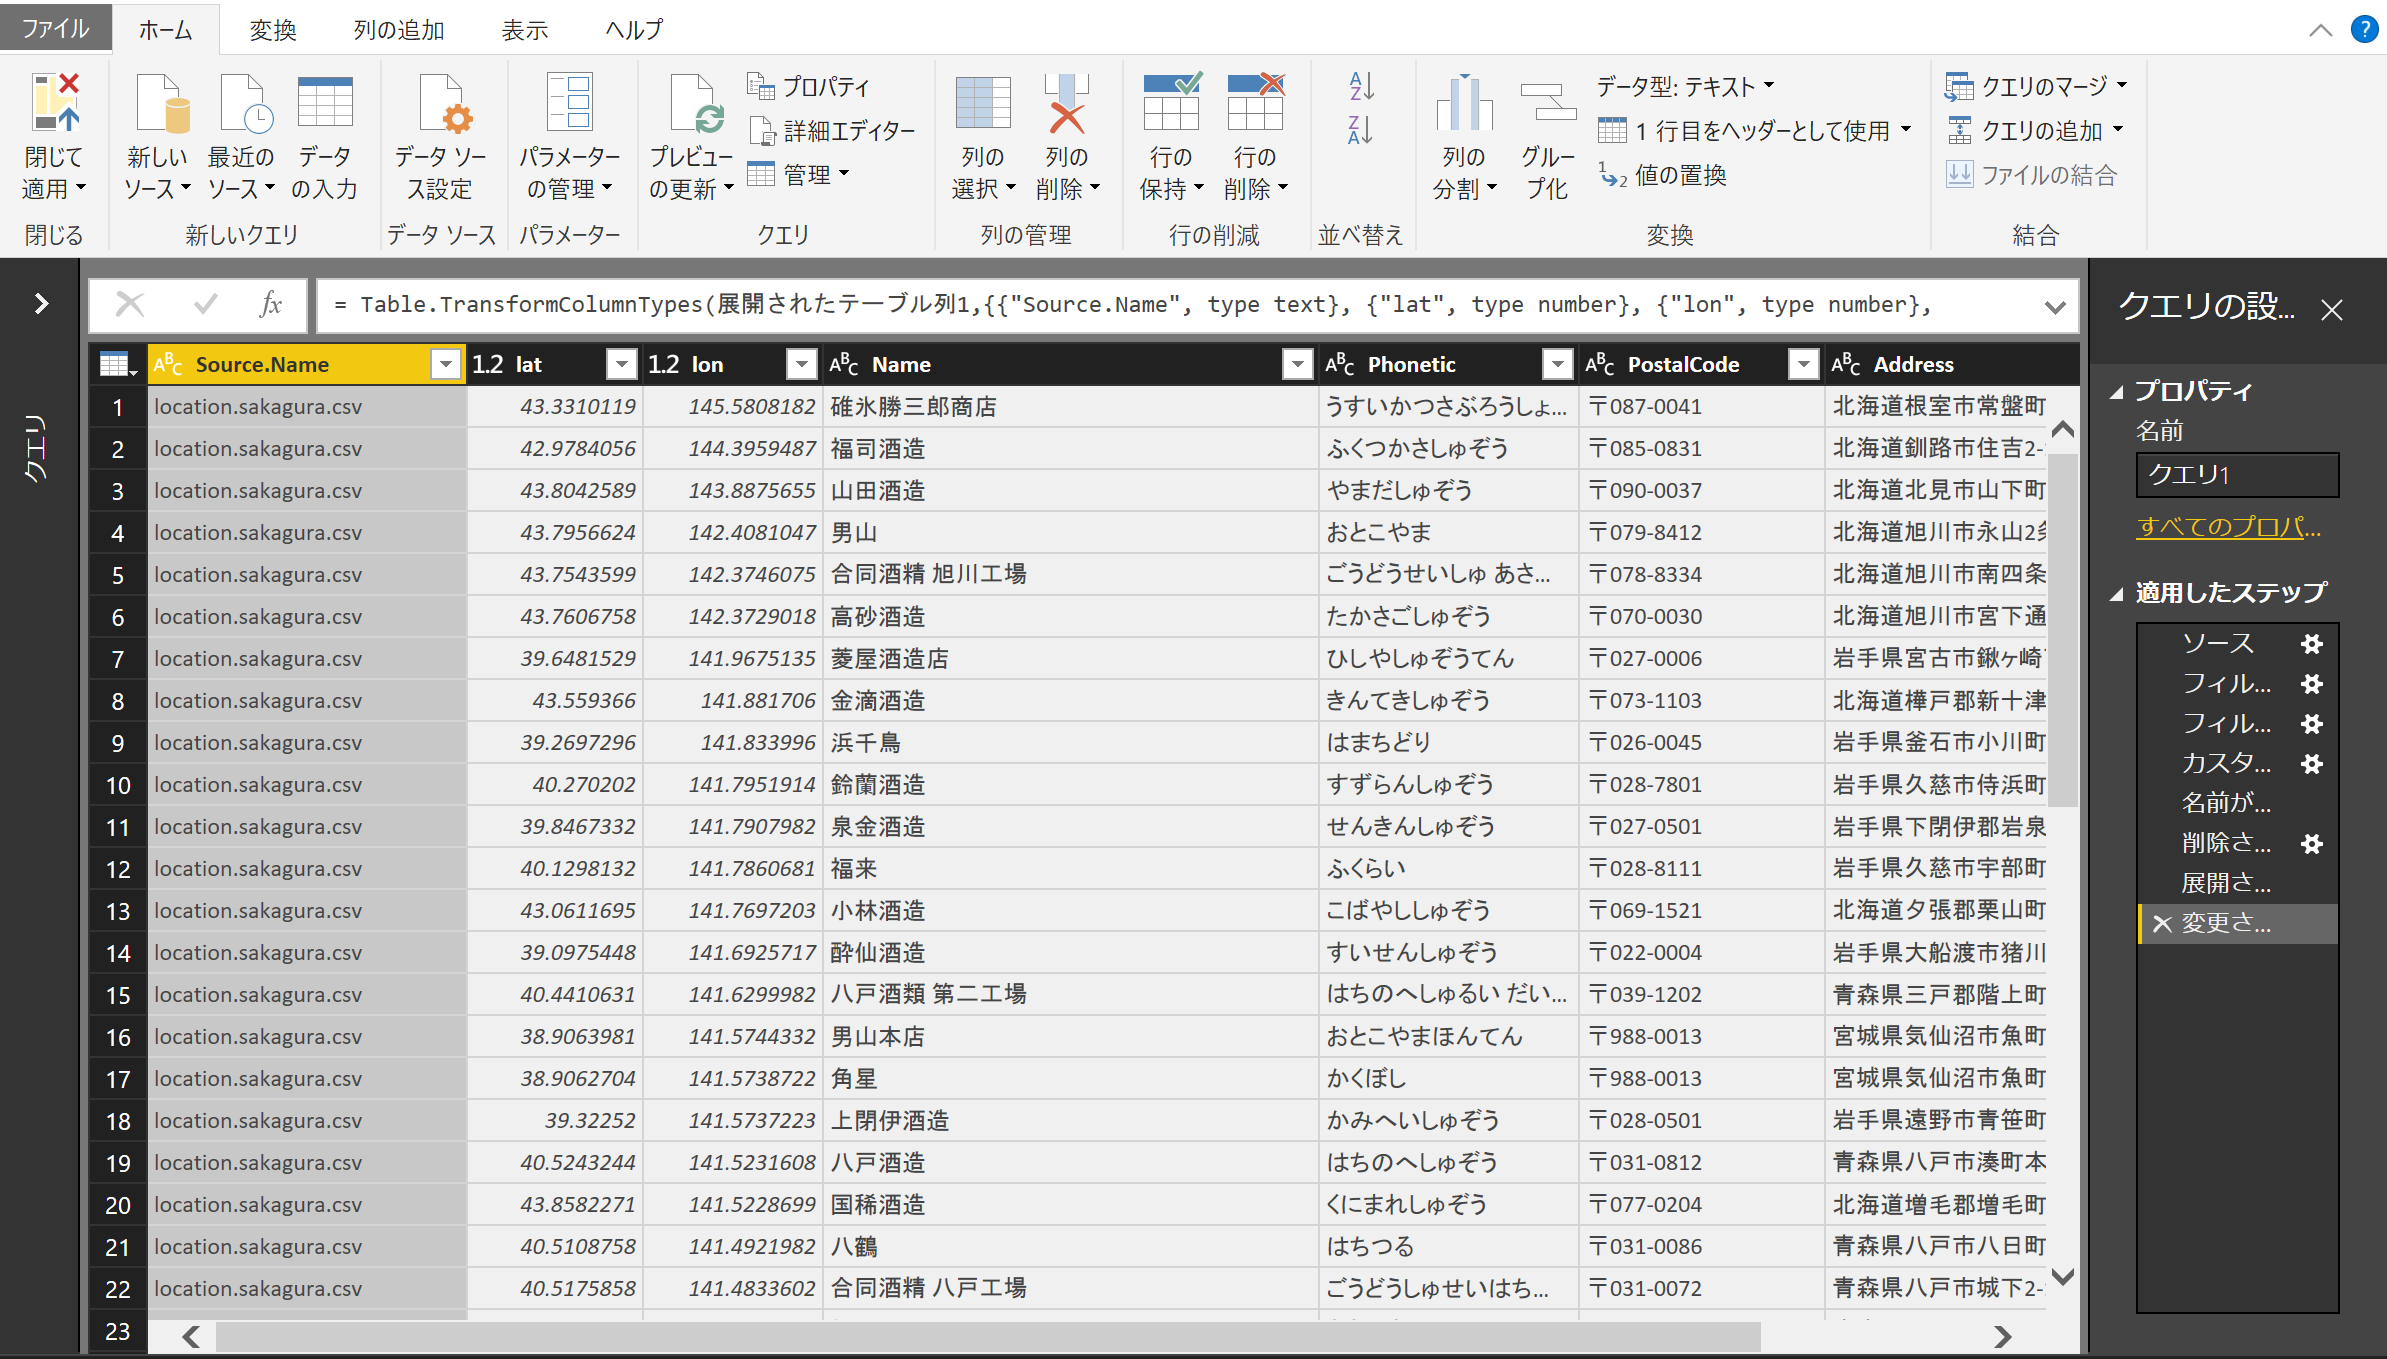 ファイル ホーム 変換 列の追加 表示 ヘルプ
閉じて適用
新しいソース
最近のソース
データの入力
データ ソース設定
パラメーターの管理
プレビューの更新
プロパティ
詳細エディター
管理
列の選択
列の削除
行の保持
行の削除
列の分割
グループ化
データ型: テキスト
1 行目をヘッダーとして使用
値の置換
クエリのマージ
クエリの追加
ファイルの結合
閉じる 新しいクエリ データ ソース パラメーター クエリ 列の管理 行の削減 並べ替え 変換 結合
クエリ
fx = Table.TransformColumnTypes(展開されたテーブル列1,{{"Source.Name", type text}, {"lat", type number}, {"lon", type number},
ABC Source.Name 1.2 lat 1.2 lon ABC Name ABC Phonetic ABC PostalCode ABC Address
1 location.sakagura.csv 43.3310119 145.5808182 碓氷勝三郎商店 うすいかつさぶろうしょ... 〒087-0041 北海道根室市常盤町
2 location.sakagura.csv 42.9784056 144.3959487 福司酒造 ふくつかさしゅぞう 〒085-0831 北海道釧路市住吉2-
3 location.sakagura.csv 43.8042589 143.8875655 山田酒造 やまだしゅぞう 〒090-0037 北海道北見市山下町
4 location.sakagura.csv 43.7956624 142.4081047 男山 おとこやま 〒079-8412 北海道旭川市永山2条
5 location.sakagura.csv 43.7543599 142.3746075 合同酒精 旭川工場 ごうどうせいしゅ あさ... 〒078-8334 北海道旭川市南四条
6 location.sakagura.csv 43.7606758 142.3729018 高砂酒造 たかさごしゅぞう 〒070-0030 北海道旭川市宮下通
7 location.sakagura.csv 39.6481529 141.9675135 菱屋酒造店 ひしやしゅぞうてん 〒027-0006 岩手県宮古市鍬ヶ崎
8 location.sakagura.csv 43.559366 141.881706 金滴酒造 きんてきしゅぞう 〒073-1103 北海道樺戸郡新十津
9 location.sakagura.csv 39.2697296 141.833996 浜千鳥 はまちどり 〒026-0045 岩手県釜石市小川町
10 location.sakagura.csv 40.270202 141.7951914 鈴蘭酒造 すずらんしゅぞう 〒028-7801 岩手県久慈市侍浜町
11 location.sakagura.csv 39.8467332 141.7907982 泉金酒造 せんきんしゅぞう 〒027-0501 岩手県下閉伊郡岩泉
12 location.sakagura.csv 40.1298132 141.7860681 福来 ふくらい 〒028-8111 岩手県久慈市宇部町
13 location.sakagura.csv 43.0611695 141.7697203 小林酒造 こばやししゅぞう 〒069-1521 北海道夕張郡栗山町
14 location.sakagura.csv 39.0975448 141.6925717 酔仙酒造 すいせんしゅぞう 〒022-0004 岩手県大船渡市猪川
15 location.sakagura.csv 40.4410631 141.6299982 八戸酒類 第二工場 はちのへしゅるい だい... 〒039-1202 青森県三戸郡階上町
16 location.sakagura.csv 38.9063981 141.5744332 男山本店 おとこやまほんてん 〒988-0013 宮城県気仙沼市魚町
17 location.sakagura.csv 38.9062704 141.5738722 角星 かくぼし 〒988-0013 宮城県気仙沼市魚町
18 location.sakagura.csv 39.32252 141.5737223 上閉伊酒造 かみへいしゅぞう 〒028-0501 岩手県遠野市青笹町
19 location.sakagura.csv 40.5243244 141.5231608 八戸酒造 はちのへしゅぞう 〒031-0812 青森県八戸市湊町本
20 location.sakagura.csv 43.8582271 141.5228699 国稀酒造 くにまれしゅぞう 〒077-0204 北海道増毛郡増毛町
21 location.sakagura.csv 40.5108758 141.4921982 八鶴 はちつる 〒031-0086 青森県八戸市八日町
22 location.sakagura.csv 40.5175858 141.4833602 合同酒精 八戸工場 ごうどうしゅせいはち... 〒031-0072 青森県八戸市城下2-
23
クエリの設...
プロパティ
名前
クエリ1
すべてのプロパ...
適用したステップ
ソース
フィル...
フィル...
カスタ...
名前が...
削除さ...
展開さ...
変更さ...